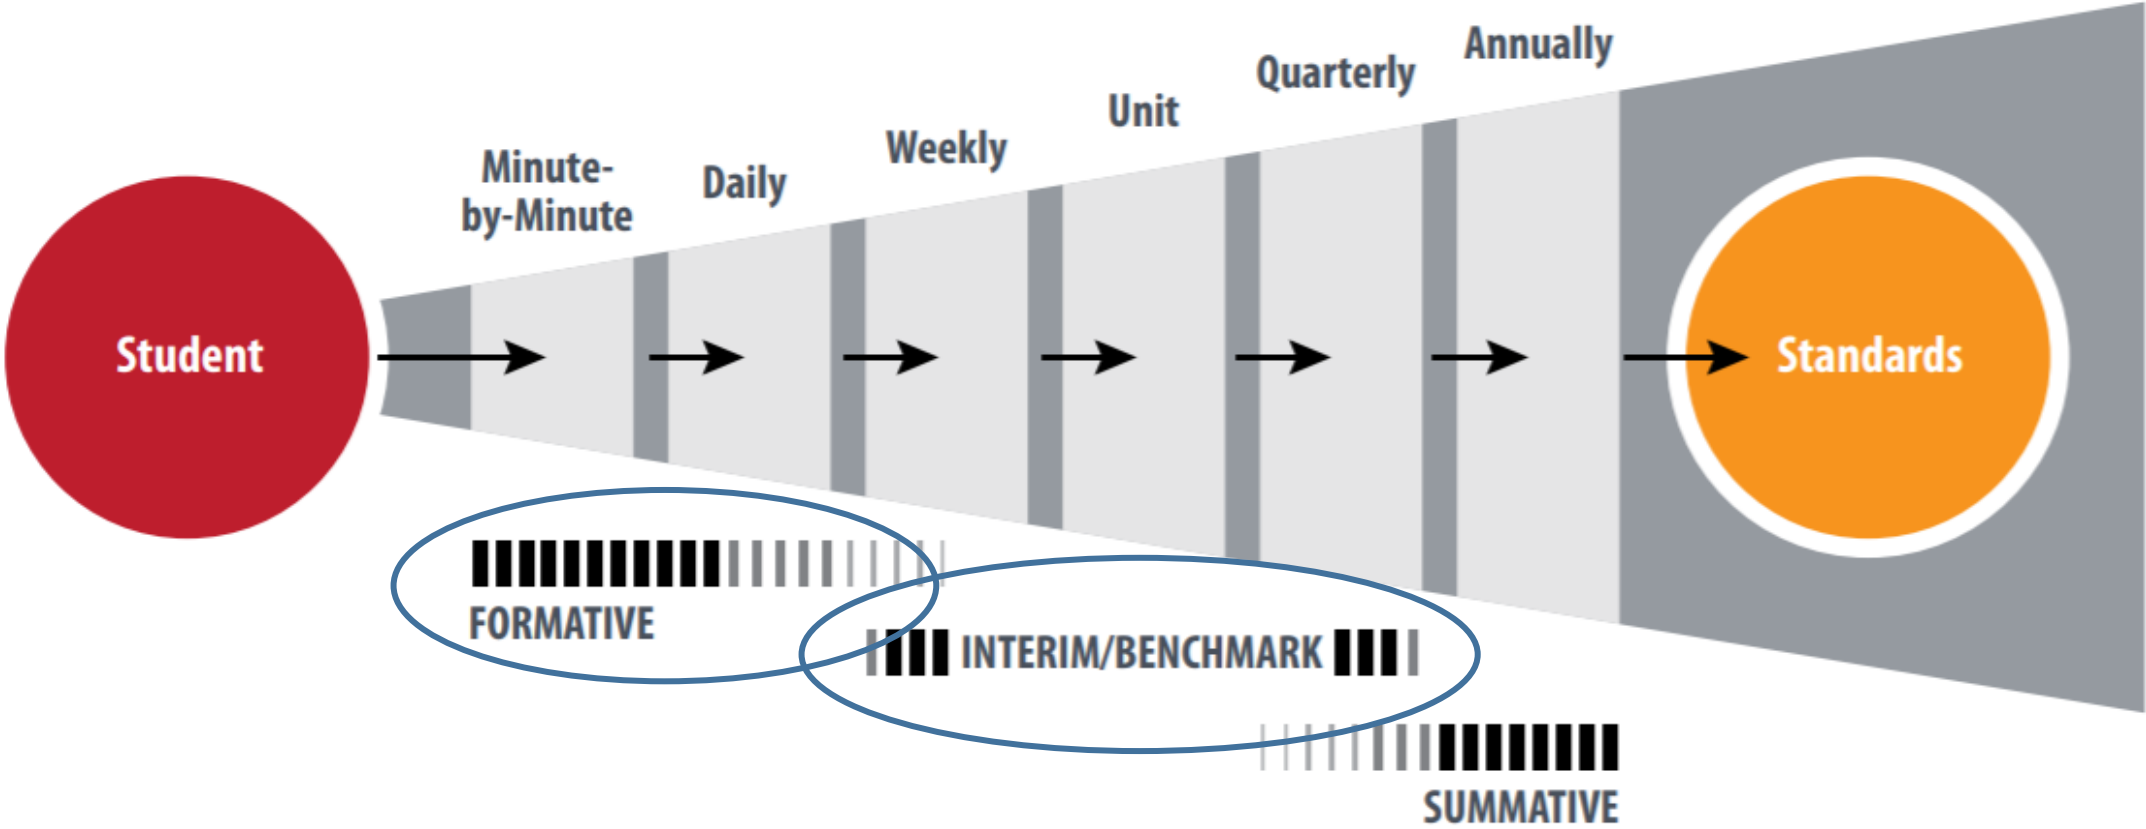 Annually
Quarterly
Unit
Weekly
Minute-
by-Minute
Daily
Student
Standards
FORMATIVE
INTERIM/BENCHMARK
SUMMATIVE